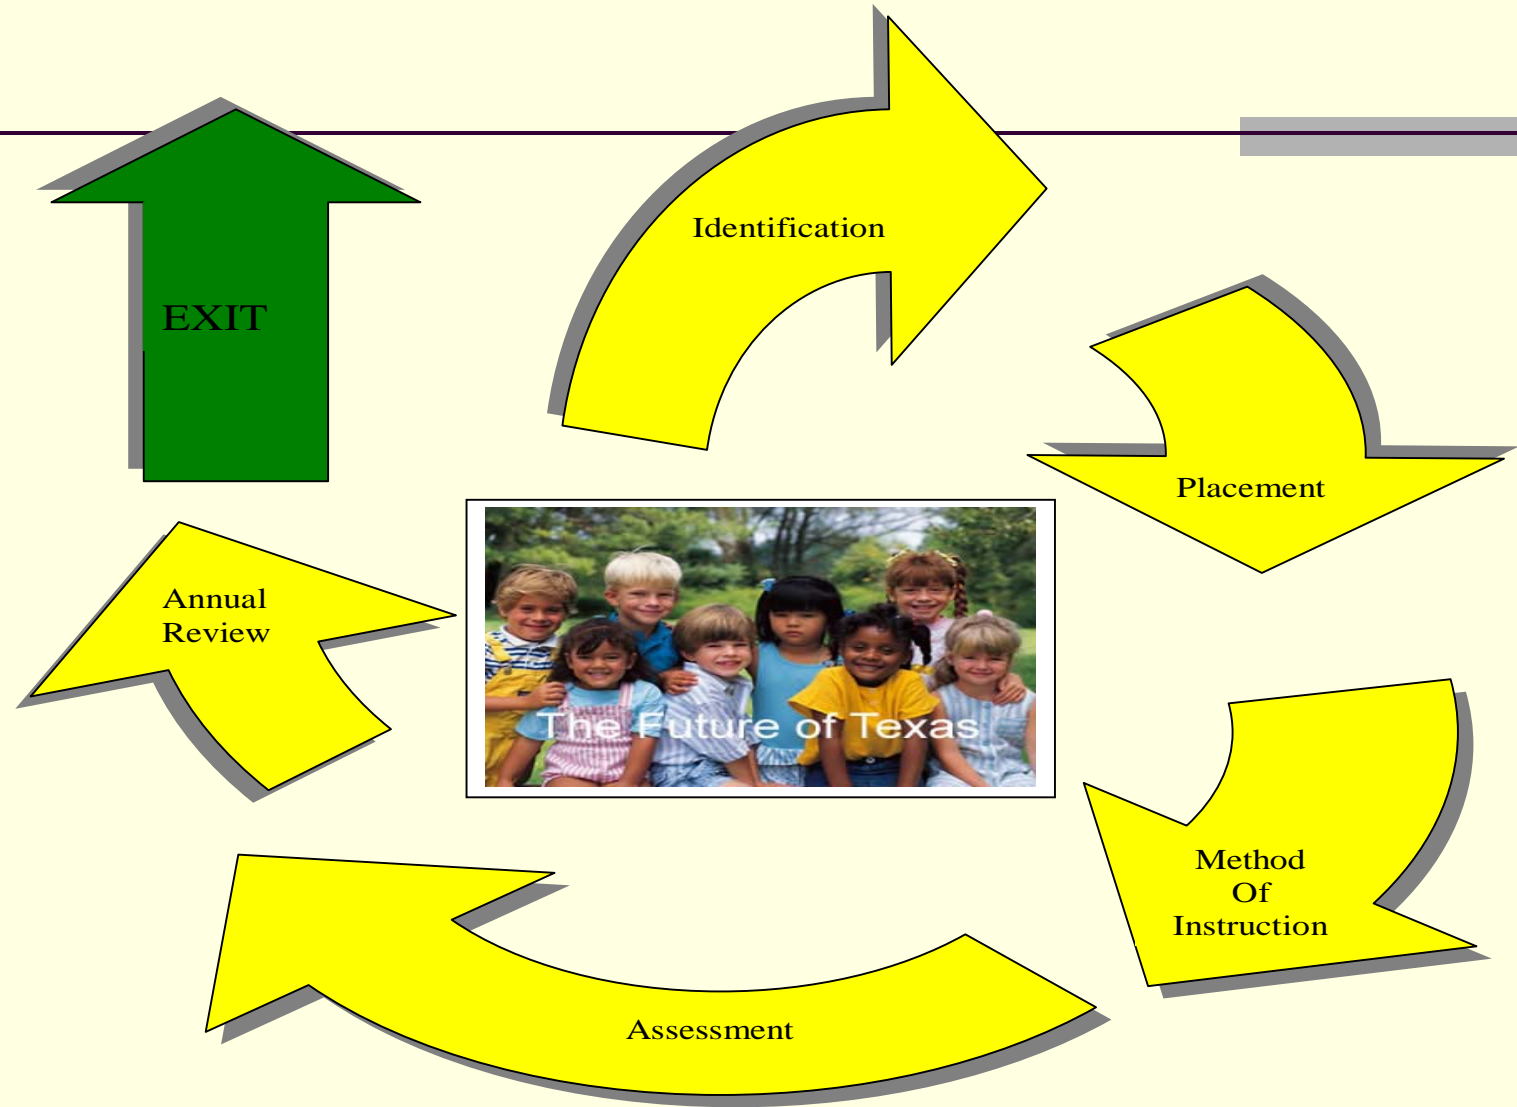 Identification
EXIT
Placement
Annual
Review
The Future of Texas
Method
Of
Instruction
Assessment